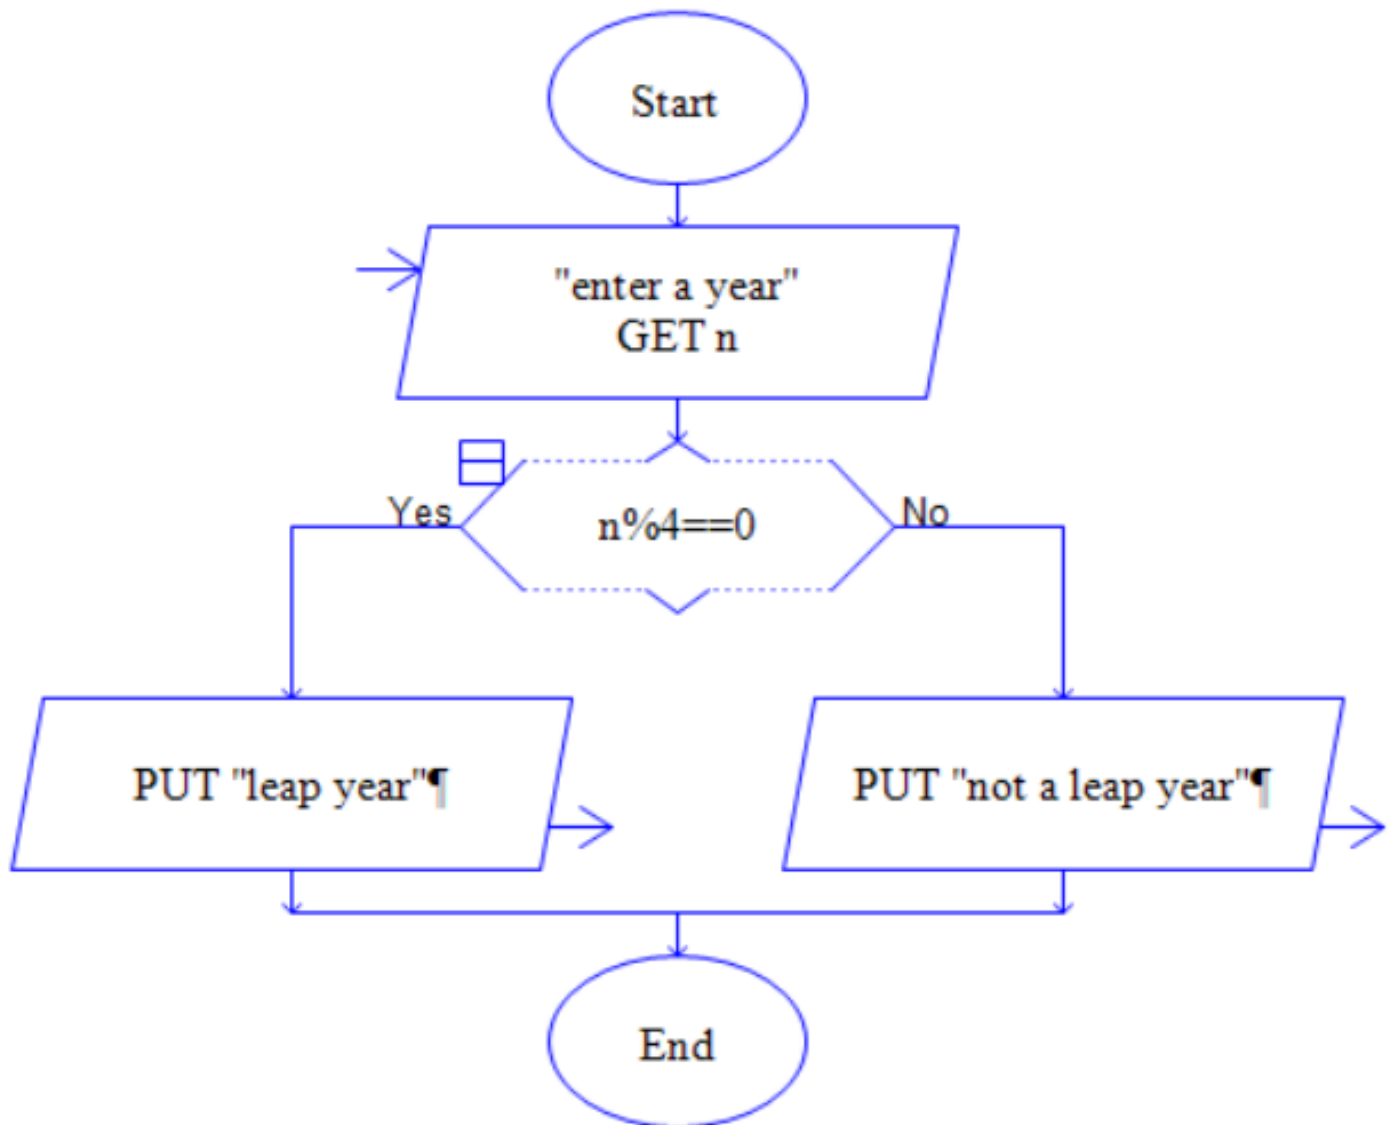 Start
"enter a year"
GET n
Yes
n%4==0
No
PUT "leap year"¶
PUT "not a leap year"¶
End